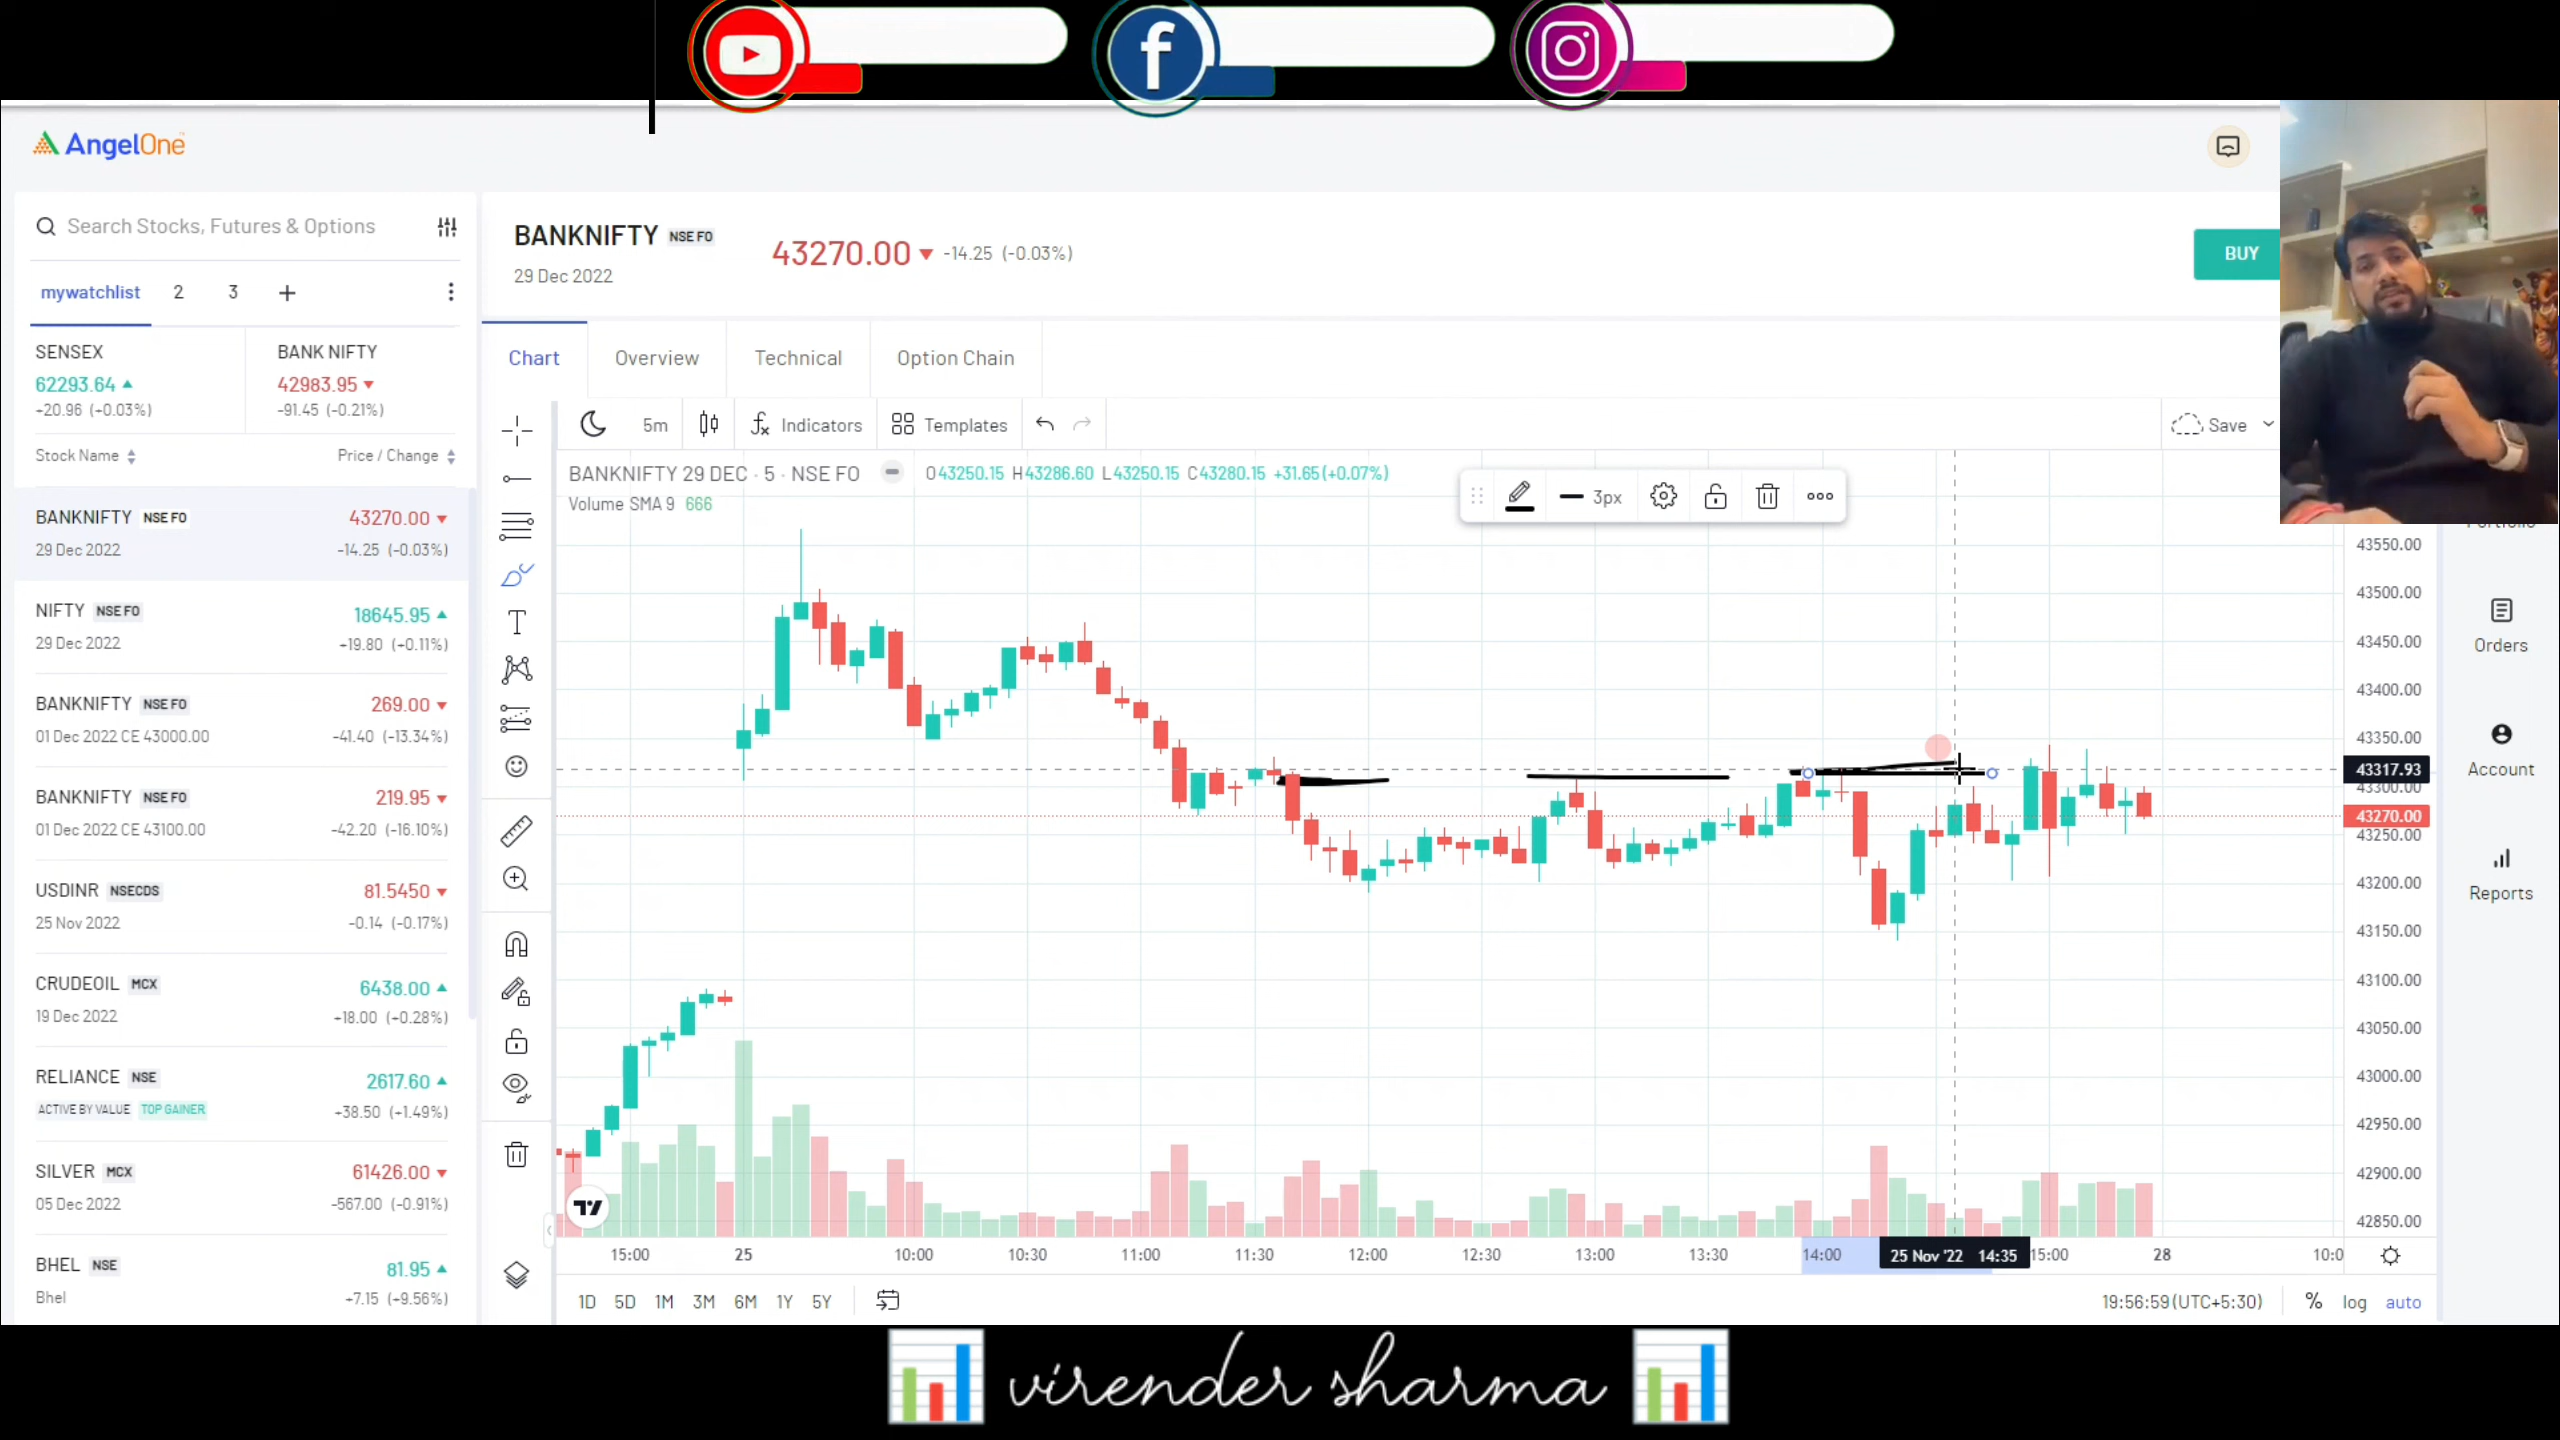 AngelOne
Search Stocks, Futures & Options
mywatchlist 2 3 +
SENSEX
62293.64
+20.96 (+0.03%)
BANK NIFTY
42983.95
-91.45 (-0.21%)
Stock Name Price / Change
BANKNIFTY NSE FO 43270.00
29 Dec 2022 -14.25 (-0.03%)
NIFTY NSE FO 18645.95
29 Dec 2022 +19.80 (+0.11%)
BANKNIFTY NSE FO 269.00
01 Dec 2022 CE 43000.00 -41.40 (-13.34%)
BANKNIFTY NSE FO 219.95
01 Dec 2022 CE 43100.00 -42.20 (-16.10%)
USDINR NSECDS 81.5450
25 Nov 2022 -0.14 (-0.17%)
CRUDEOIL MCX 6438.00
19 Dec 2022 +18.00 (+0.28%)
RELIANCE NSE 2617.60
ACTIVE BY VALUE TOP GAINER +38.50 (+1.49%)
SILVER MCX 61426.00
05 Dec 2022 -567.00 (-0.91%)
BHEL NSE 81.95
Bhel +7.15 (+9.56%)
BANKNIFTY NSE FO
29 Dec 2022
43270.00 -14.25 (-0.03%)
BUY
Chart Overview Technical Option Chain
5m Indicators Templates Save
BANKNIFTY 29 DEC · 5 · NSE FO O43250.15 H43286.60 L43250.15 C43280.15 +31.65 (+0.07%)
Volume SMA 9 666
3px
43550.00
43500.00
43450.00
43400.00
43350.00
43317.93
43300.00
43270.00
43250.00
43200.00
43150.00
43100.00
43050.00
43000.00
42950.00
42900.00
42850.00
15:00 25 10:00 10:30 11:00 11:30 12:00 12:30 13:00 13:30 14:00 25 Nov '22 14:35 15:00 28 10:0
1D 5D 1M 3M 6M 1Y 5Y
19:56:59 (UTC+5:30) % log auto
Orders
Account
Reports
virender sharma